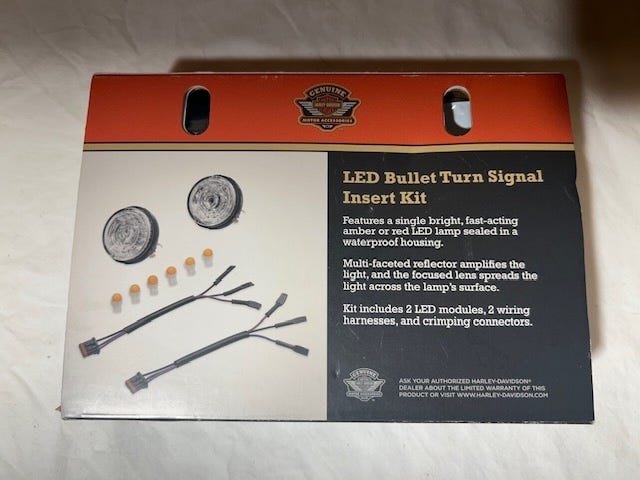 GENUINE
HARLEY-DAVIDSON
MOTOR ACCESSORIES
LED Bullet Turn Signal
Insert Kit
Features a single bright, fast-acting
amber or red LED lamp sealed in a
waterproof housing.
Multi-faceted reflector amplifies the
light, and the focused lens spreads the
light across the lamp's surface.
Kit includes 2 LED modules, 2 wiring
harnesses, and crimping connectors.
GENUINE
MOTOR ACCESSORIES
ASK YOUR AUTHORIZED HARLEY-DAVIDSON®
DEALER ABOUT THE LIMITED WARRANTY OF THIS
PRODUCT OR VISIT WWW.HARLEY-DAVIDSON.COM